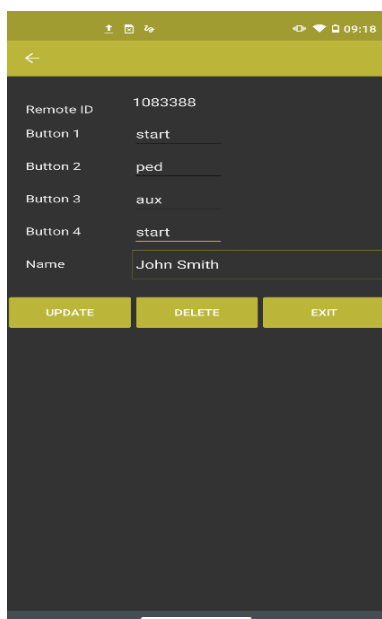 09:18
Remote ID 1083388
Button 1 start
Button 2 ped
Button 3 aux
Button 4 start
Name John Smith
UPDATE DELETE EXIT